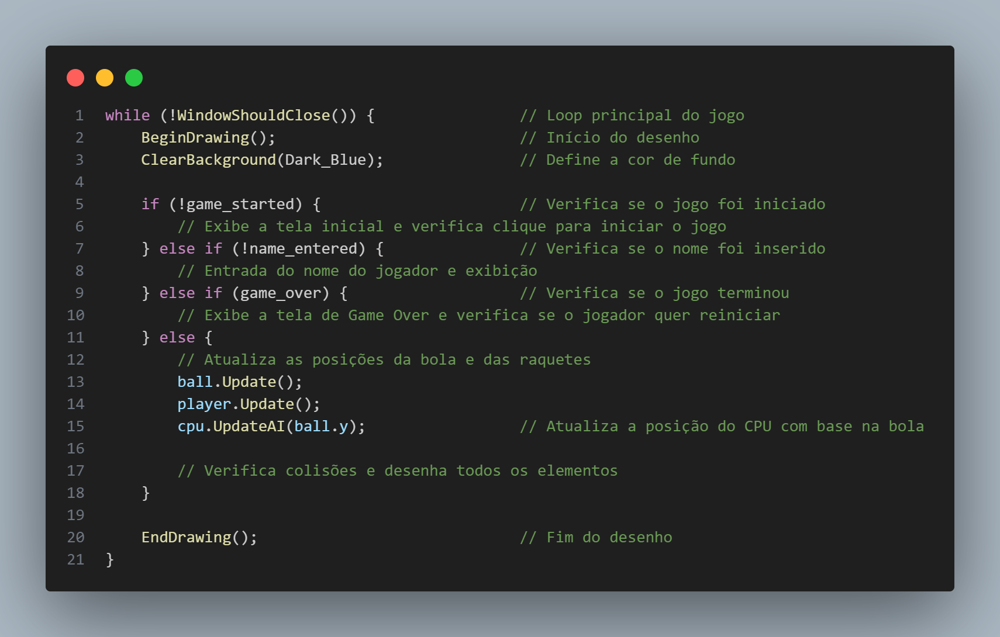 1 while (!WindowShouldClose()) { // Loop principal do jogo
2 BeginDrawing(); // Início do desenho
3 ClearBackground(Dark_Blue); // Define a cor de fundo
4
5 if (!game_started) { // Verifica se o jogo foi iniciado
6 // Exibe a tela inicial e verifica clique para iniciar o jogo
7 } else if (!name_entered) { // Verifica se o nome foi inserido
8 // Entrada do nome do jogador e exibição
9 } else if (game_over) { // Verifica se o jogo terminou
10 // Exibe a tela de Game Over e verifica se o jogador quer reiniciar
11 } else {
12 // Atualiza as posições da bola e das raquetes
13 ball.Update();
14 player.Update();
15 cpu.UpdateAI(ball.y); // Atualiza a posição do CPU com base na bola
16
17 // Verifica colisões e desenha todos os elementos
18 }
19
20 EndDrawing(); // Fim do desenho
21 }